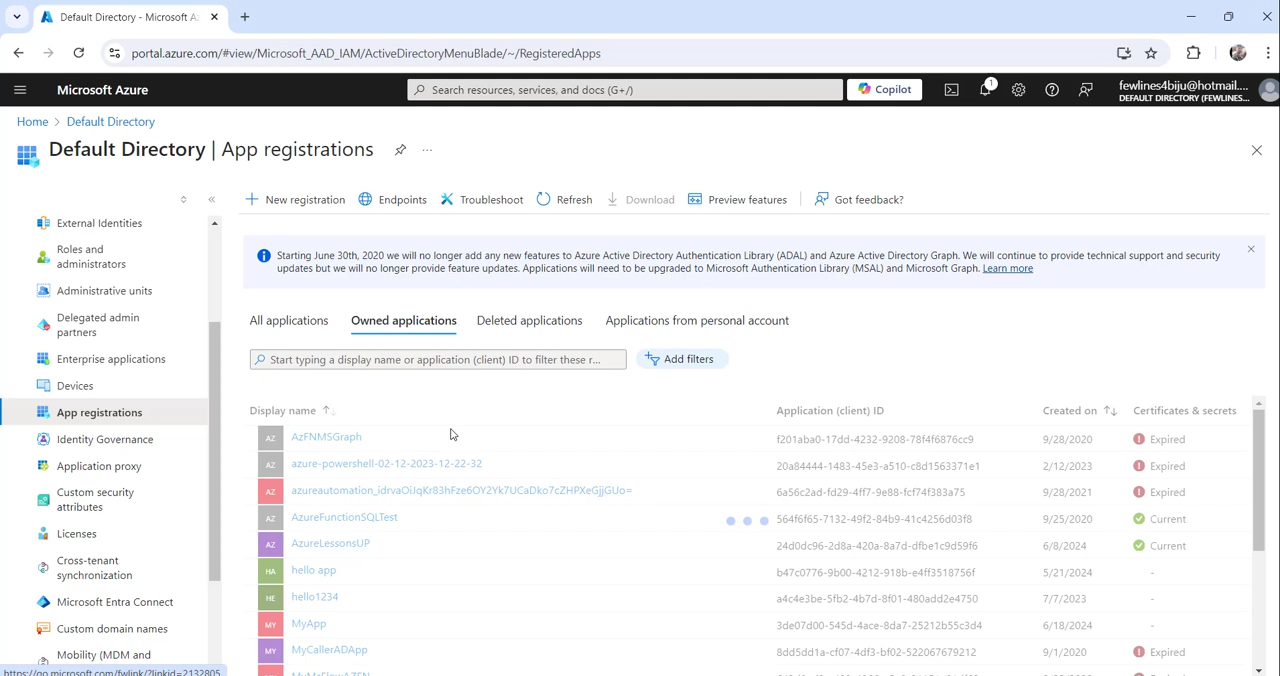 Default Directory - Microsoft Az
portal.azure.com/#view/Microsoft_AAD_IAM/ActiveDirectoryMenuBlade/~/RegisteredApps
Microsoft Azure
Search resources, services, and docs (G+/)
Copilot
1
fewlines4biju@hotmail....
DEFAULT DIRECTORY (FEWLINES...
Home > Default Directory
Default Directory | App registrations
New registration
Endpoints
Troubleshoot
Refresh
Download
Preview features
Got feedback?
External Identities
Roles and
administrators
Administrative units
Delegated admin
partners
Enterprise applications
Devices
App registrations
Identity Governance
Application proxy
Custom security
attributes
Licenses
Cross-tenant
synchronization
Microsoft Entra Connect
Custom domain names
Mobility (MDM and
https://go.microsoft.com/fwlink/?linkid=2132805
Starting June 30th, 2020 we will no longer add any new features to Azure Active Directory Authentication Library (ADAL) and Azure Active Directory Graph. We will continue to provide technical support and security
updates but we will no longer provide feature updates. Applications will need to be upgraded to Microsoft Authentication Library (MSAL) and Microsoft Graph. Learn more
All applications
Owned applications
Deleted applications
Applications from personal account
Start typing a display name or application (client) ID to filter these r...
Add filters
Display name
Application (client) ID
Created on
Certificates & secrets
AZ AzFNMSGraph f201aba0-17dd-4232-9208-78f4f6876cc9 9/28/2020 Expired
AZ azure-powershell-02-12-2023-12-22-32 20a84444-1483-45e3-a510-c8d1563371e1 2/12/2023 Expired
AZ azureautomation_idrvaOiJqKr83hFze6OY2Yk7UCaDko7cZHPXeGjjGUo= 6a56c2ad-fd29-4ff7-9e88-fcf74f383a75 9/28/2021 Expired
AZ AzureFunctionSQLTest 564f6f65-7132-49f2-84b9-41c4256d03f8 9/25/2020 Current
AZ AzureLessonsUP 24d0dc96-2d8a-420a-8a7d-dfbe1c9d59f6 6/8/2024 Current
HA hello app b47c0776-9b00-4212-918b-e4ff3518756f 5/21/2024 -
HE hello1234 a4c4e3be-5fb2-4b7d-8f01-480add2e4750 7/7/2023 -
MY MyApp 3de07d00-545d-4ace-8da7-25212b55c3d4 6/18/2024 -
MY MyCallerADApp 8dd5dd1a-cf07-4df3-bf02-522067679212 9/1/2020 Expired